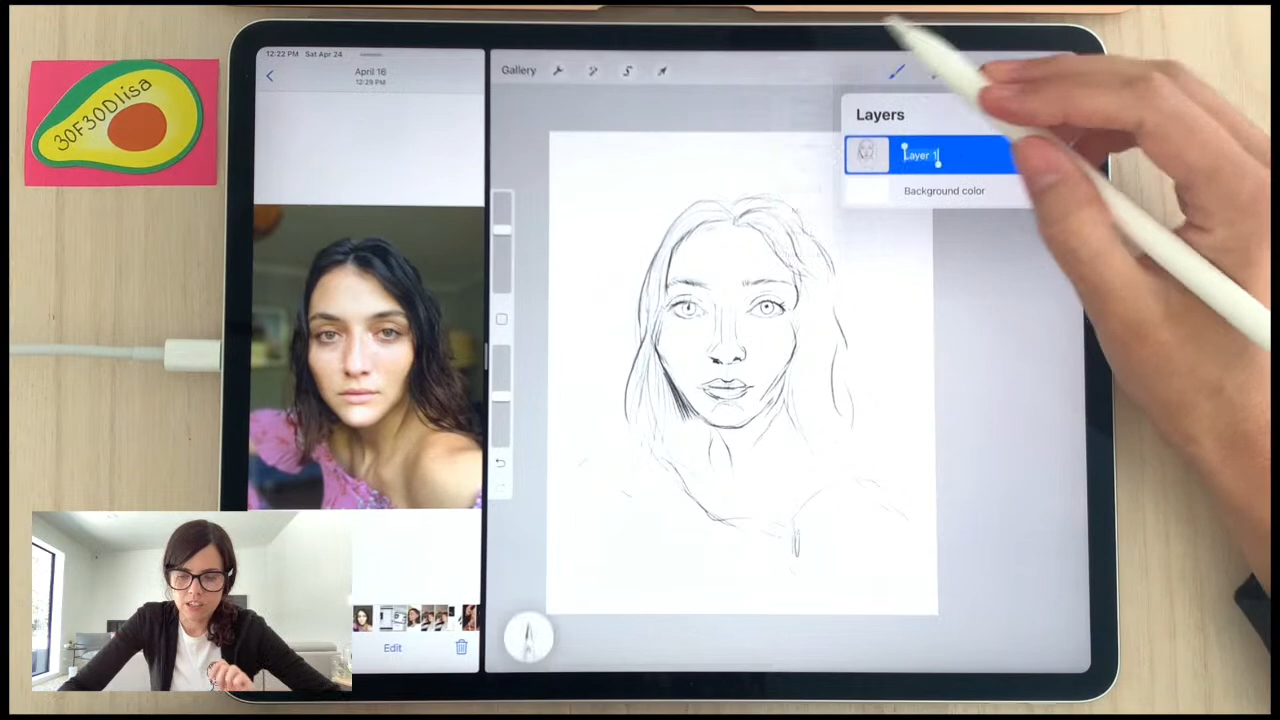 30F30Dlisa
12:22 PM Sat Apr 24
April 16
12:29 PM
Edit
Gallery
Layers
Layer 1
Background color